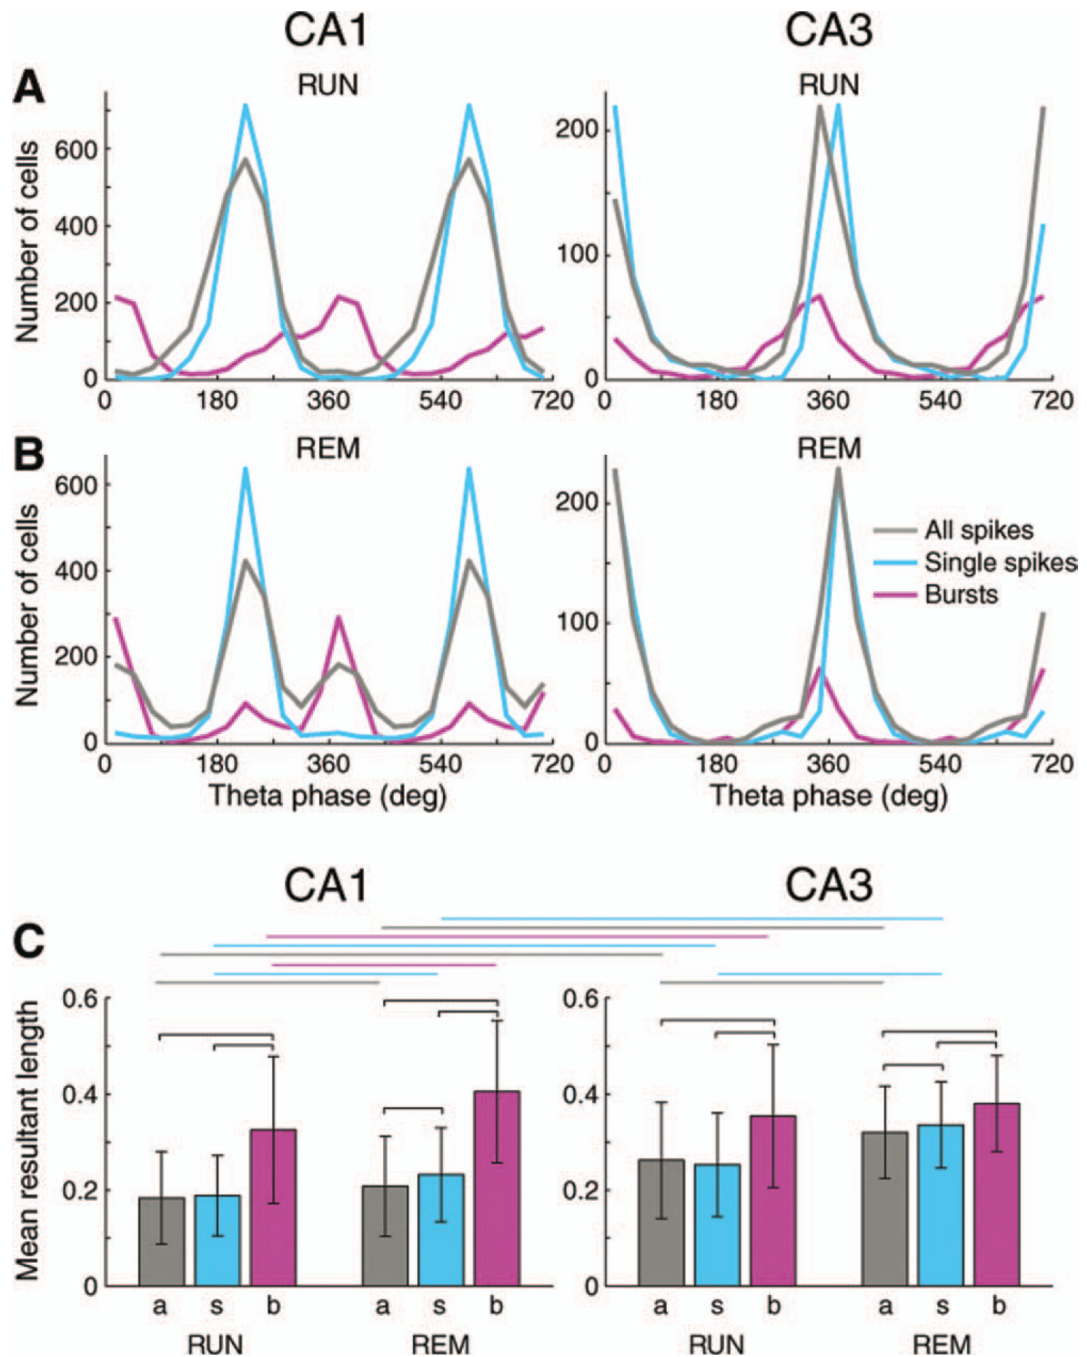 CA1 CA3
A RUN RUN
Number of cells
600
400
200
0
0 180 360 540 720
200
100
0
0 180 360 540 720
B REM REM
Number of cells
600
400
200
0
0 180 360 540 720
Theta phase (deg)
200
100
0
0 180 360 540 720
Theta phase (deg)
All spikes
Single spikes
Bursts
CA1 CA3
C
Mean resultant length
0.6
0.4
0.2
0
a s b a s b
RUN REM
0.6
0.4
0.2
0
a s b a s b
RUN REM